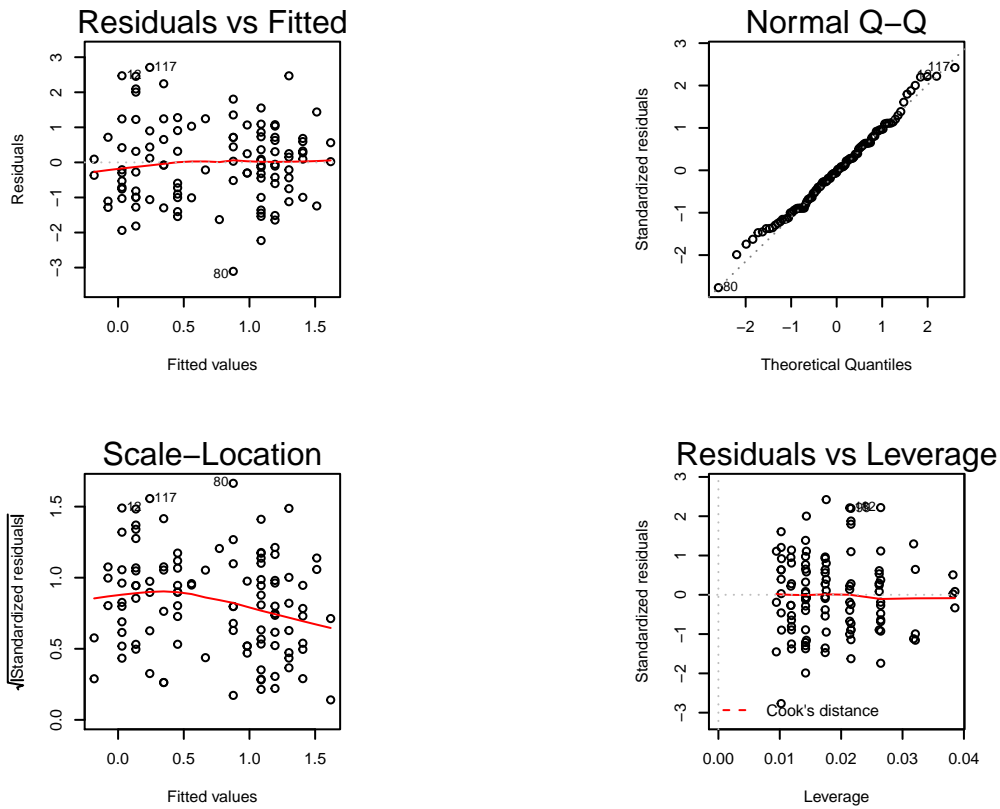 Residuals vs Fitted
Residuals
3
2
1
0
−1
−2
−3
117
80
0.0 0.5 1.0 1.5
Fitted values
Normal Q−Q
Standardized residuals
3
2
1
0
−1
−2
117
80
−2 −1 0 1 2
Theoretical Quantiles
Scale−Location
√|Standardized residuals|
1.5
1.0
0.5
0.0
117
80
0.0 0.5 1.0 1.5
Fitted values
Residuals vs Leverage
Standardized residuals
3
2
1
0
−1
−2
−3
Cook's distance
0.00 0.01 0.02 0.03 0.04
Leverage